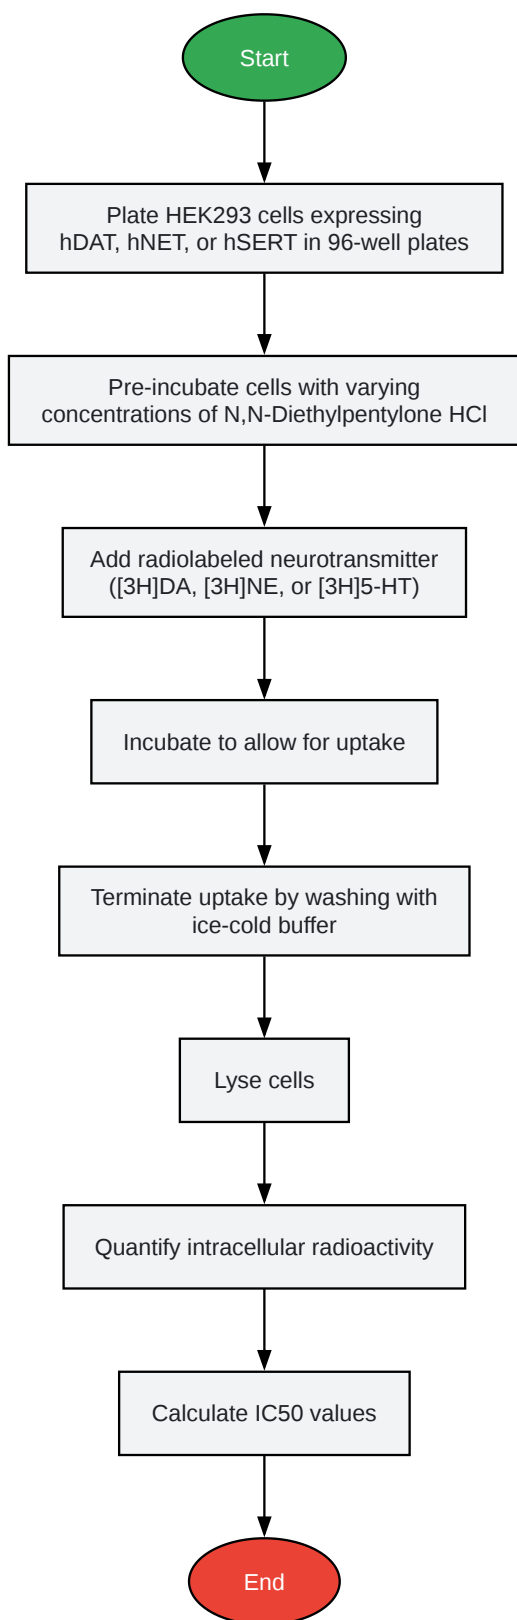 Start
Plate HEK293 cells expressing
hDAT, hNET, or hSERT in 96-well plates
Pre-incubate cells with varying
concentrations of N,N-Diethylpentylone HCl
Add radiolabeled neurotransmitter
([3H]DA, [3H]NE, or [3H]5-HT)
Incubate to allow for uptake
Terminate uptake by washing with
ice-cold buffer
Lyse cells
Quantify intracellular radioactivity
Calculate IC50 values
End